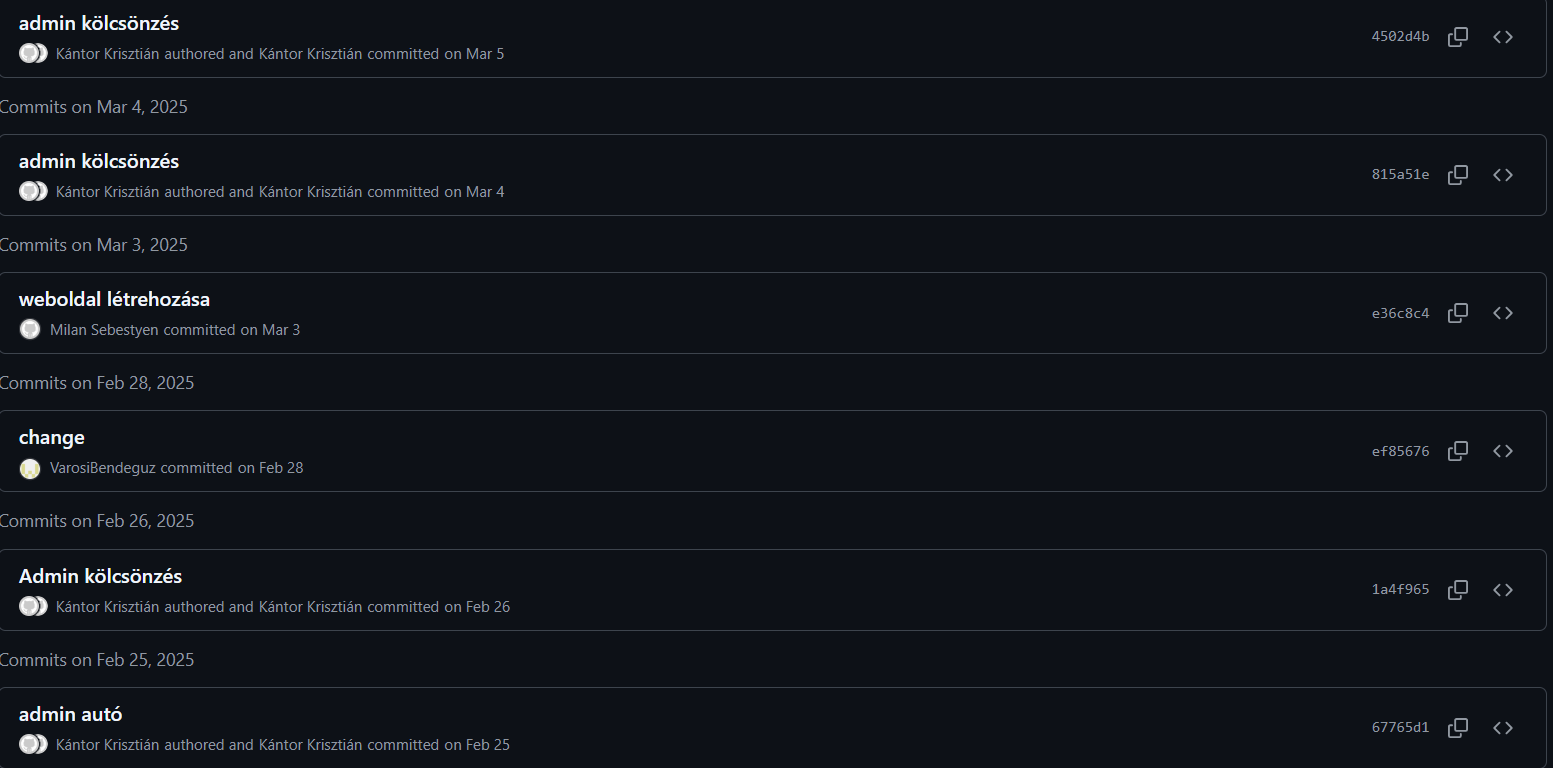 admin kölcsönzés
4502d4b
Kántor Krisztián authored and Kántor Krisztián committed on Mar 5
Commits on Mar 4, 2025
admin kölcsönzés
815a51e
Kántor Krisztián authored and Kántor Krisztián committed on Mar 4
Commits on Mar 3, 2025
weboldal létrehozása
e36c8c4
Milan Sebestyen committed on Mar 3
Commits on Feb 28, 2025
change
ef85676
VarosiBendeguz committed on Feb 28
Commits on Feb 26, 2025
Admin kölcsönzés
1a4f965
Kántor Krisztián authored and Kántor Krisztián committed on Feb 26
Commits on Feb 25, 2025
admin autó
67765d1
Kántor Krisztián authored and Kántor Krisztián committed on Feb 25